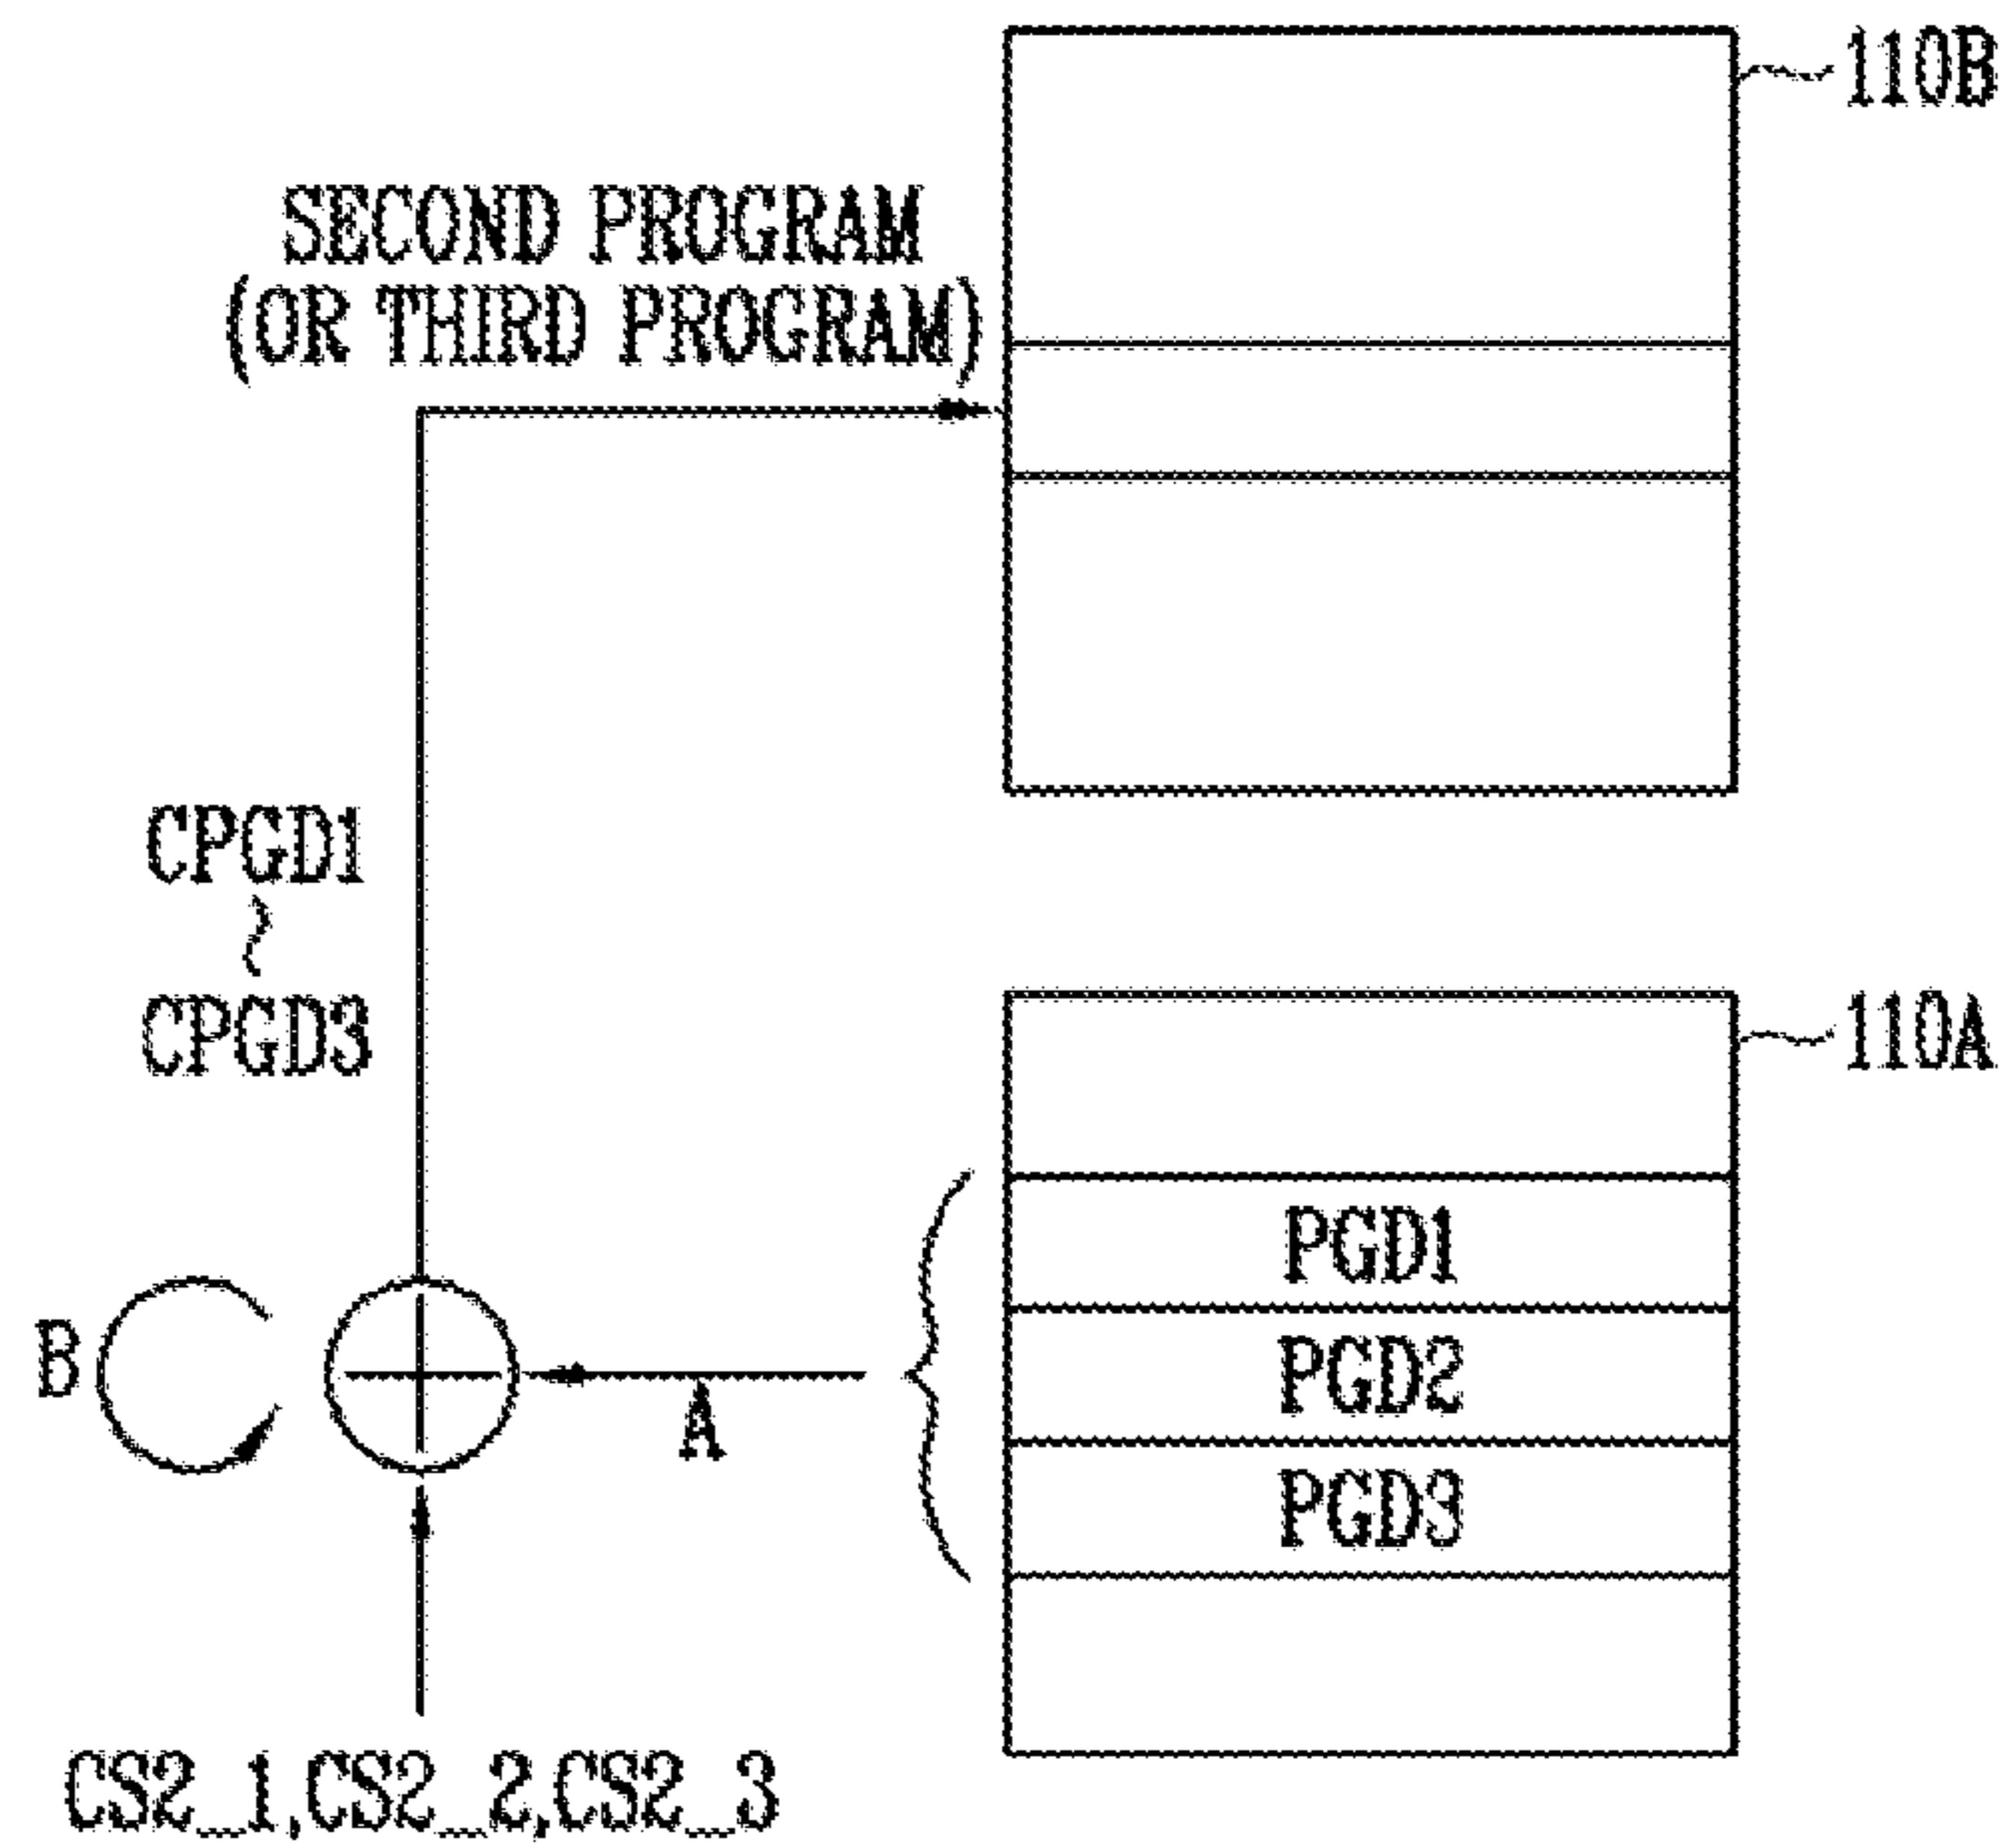 110B
SECOND PROGRAM
(OR THIRD PROGRAM)
CPGD1
CPGD3
110A
PGD1
PGD2
PGD3
B
A
CS2_1,CS2_2,CS2_3